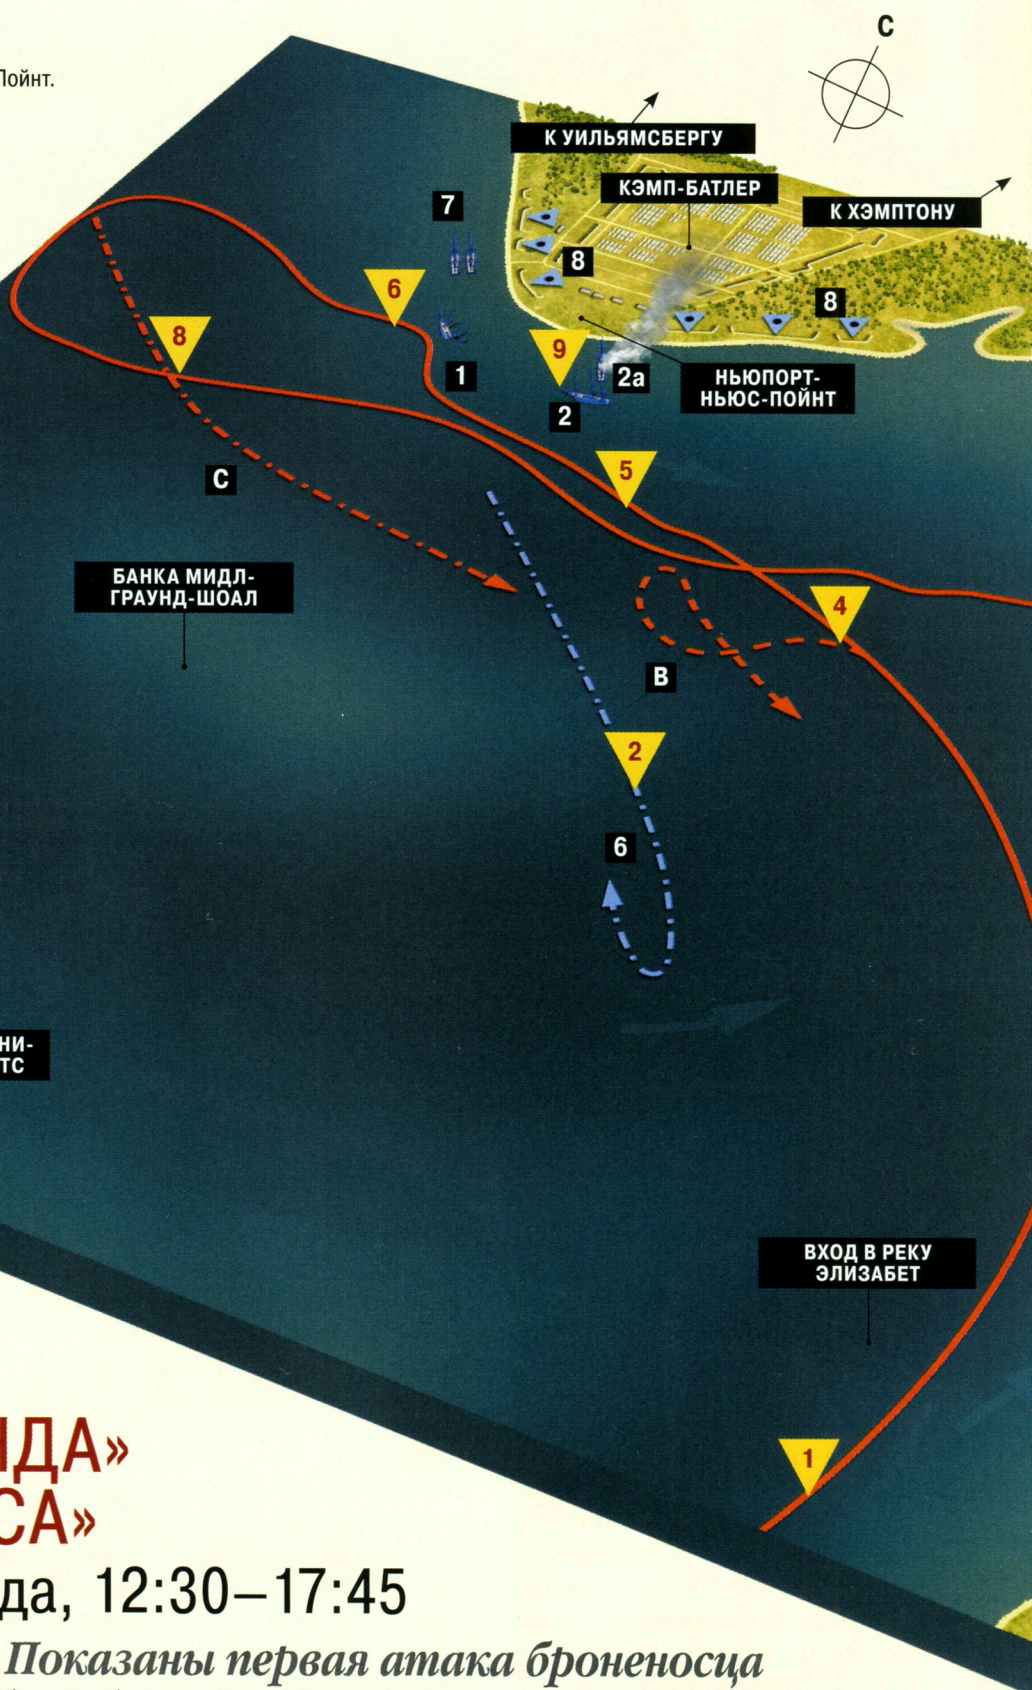 С
Пойнт.
К УИЛЬЯМСБЕРГУ
КЭМП-БАТЛЕР
К ХЭМПТОНУ
7
8
8
6
8
9
1
2а
2
НЬЮПОРТ-
НЬЮС-ПОЙНТ
5
С
БАНКА МИДЛ-
ГРАУНД-ШОАЛ
4
В
2
6
НИ-
ТС
ВХОД В РЕКУ
ЭЛИЗАБЕТ
1
ДА»
СА»
да, 12:30–17:45
Показаны первая атака броненосца